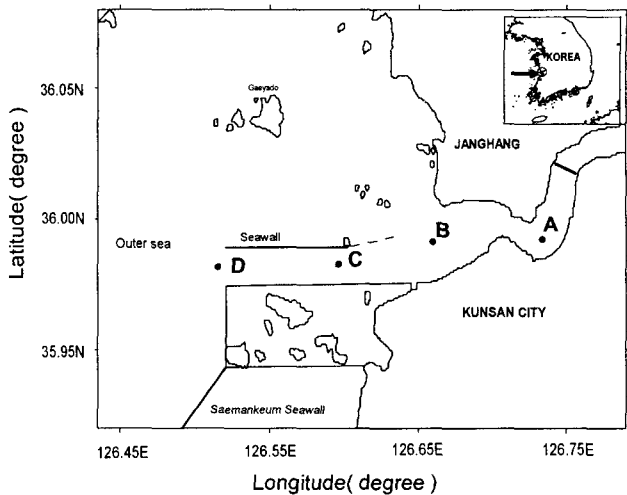 KOREA
36.05N
Gaeyado
JANGHANG
Latitude( degree )
36.00N
Outer sea
Seawall
A
B
C
D
KUNSAN CITY
35.95N
Saemankeum Seawall
126.45E
126.55E
126.65E
126.75E
Longitude( degree )